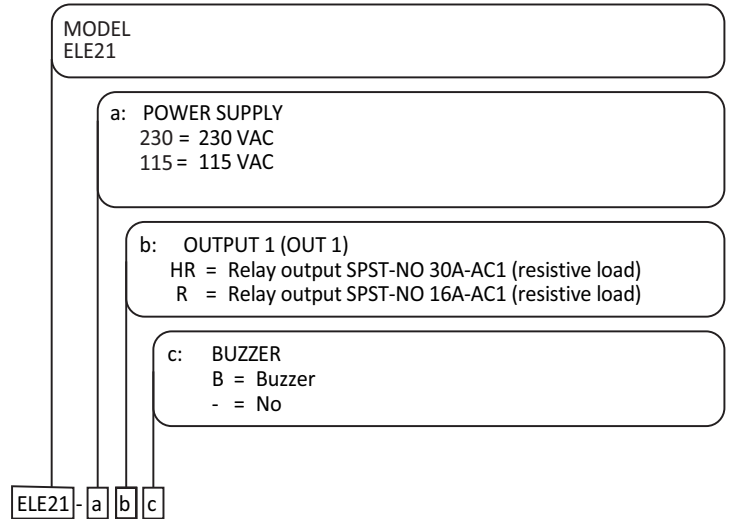 MODEL
ELE21
a: POWER SUPPLY
230 = 230 VAC
115 = 115 VAC
b: OUTPUT 1 (OUT 1)
HR = Relay output SPST-NO 30A-AC1 (resistive load)
R = Relay output SPST-NO 16A-AC1 (resistive load)
c: BUZZER
B = Buzzer
- = No
ELE21 - a b c